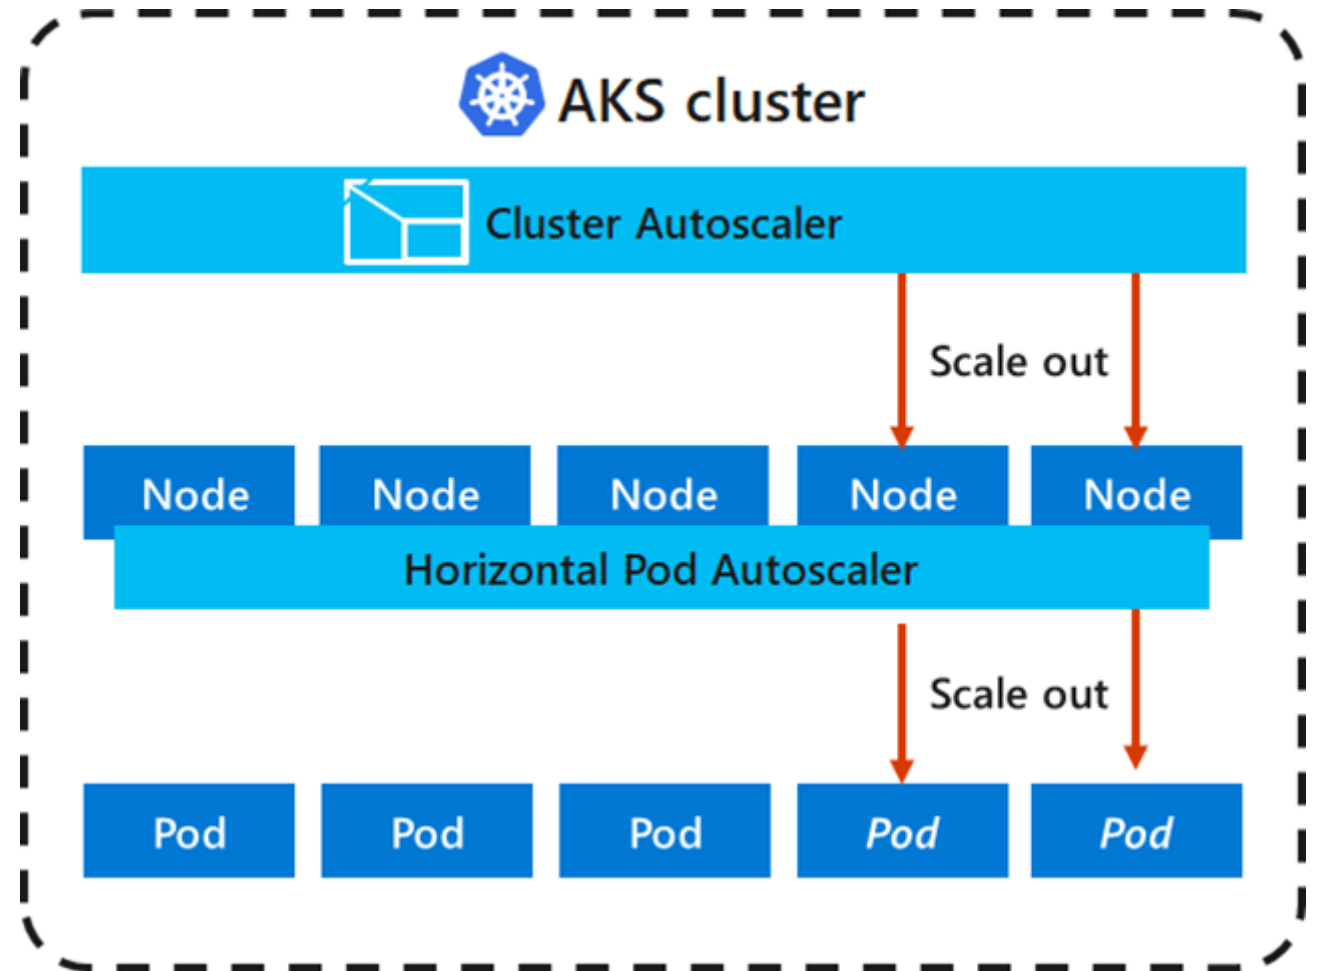 AKS cluster
Cluster Autoscaler
Scale out
Node Node Node Node Node
Horizontal Pod Autoscaler
Scale out
Pod Pod Pod Pod Pod